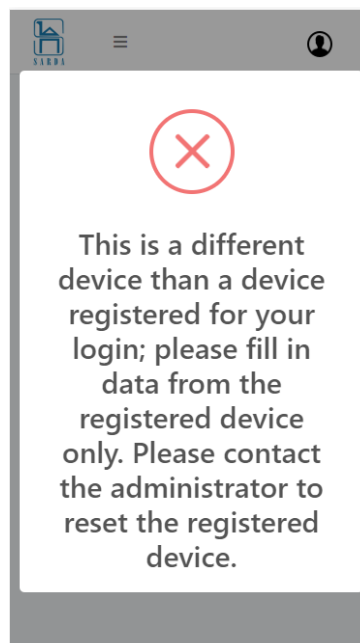 SARDA
This is a different
device than a device
registered for your
login; please fill in
data from the
registered device
only. Please contact
the administrator to
reset the registered
device.